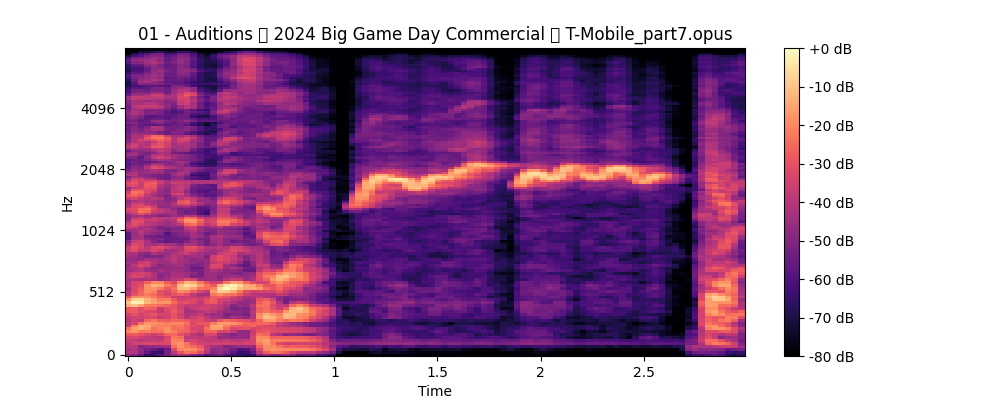 01 - Auditions ▯ 2024 Big Game Day Commercial ▯ T-Mobile_part7.opus
+0 dB
-10 dB
-20 dB
-30 dB
-40 dB
-50 dB
-60 dB
-70 dB
-80 dB
4096
2048
1024
512
0
Hz
0
0.5
1
1.5
2
2.5
Time